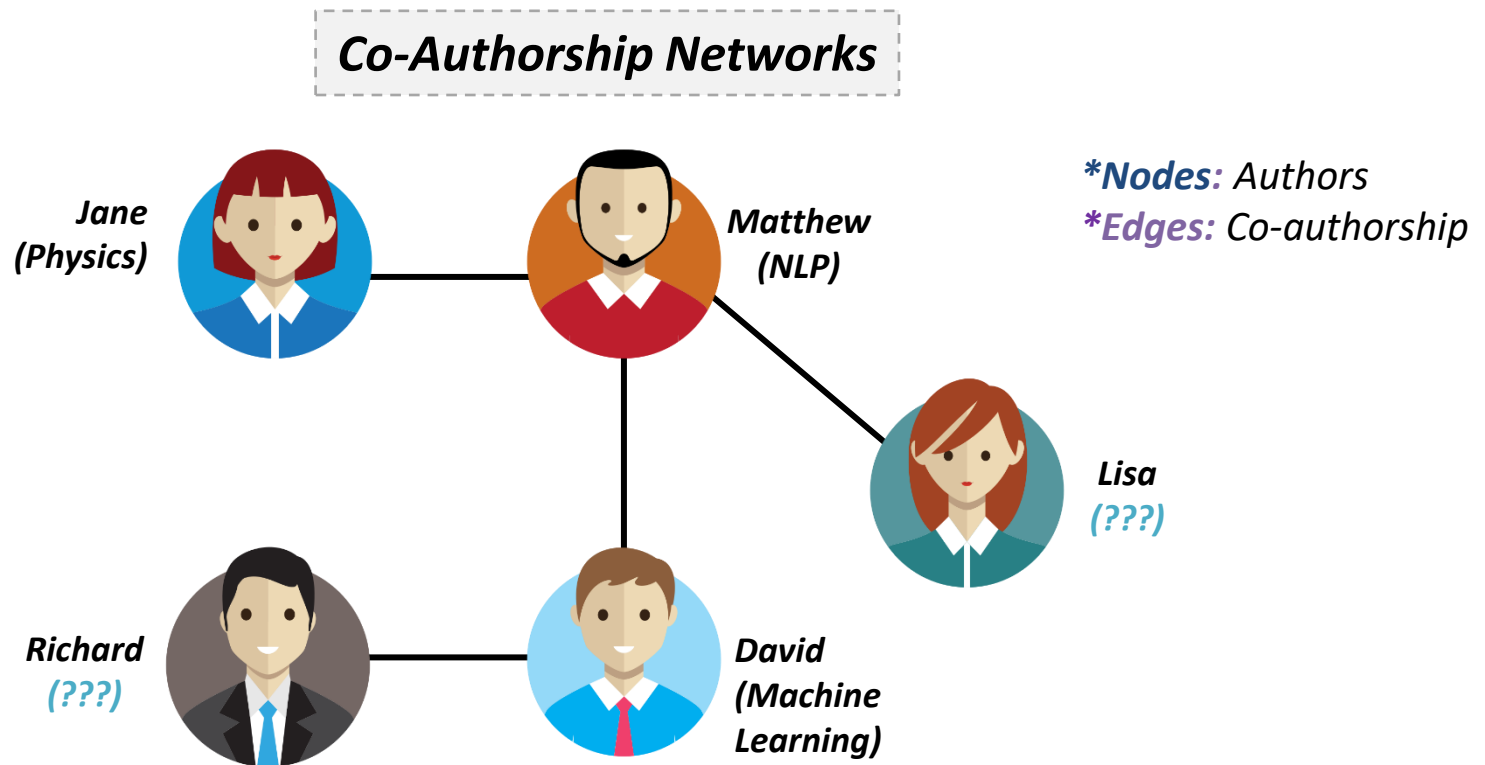 Co-Authorship Networks
Jane
(Physics)
Matthew
(NLP)
*Nodes: Authors
*Edges: Co-authorship
Lisa
(???)
Richard
(???)
David
(Machine
Learning)